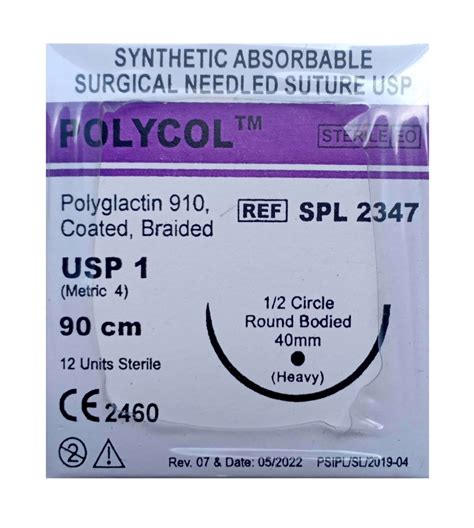 SYNTHETIC ABSORBABLE
SURGICAL NEEDLED SUTURE USP
POLYCOL™
STERILE EO
Polyglactin 910,
Coated, Braided
REF SPL 2347
USP 1
(Metric 4)
90 cm
12 Units Sterile
1/2 Circle
Round Bodied
40mm
(Heavy)
CE 2460
2
Rev. 07 & Date: 05/2022
PSIPL/SL/2019-04